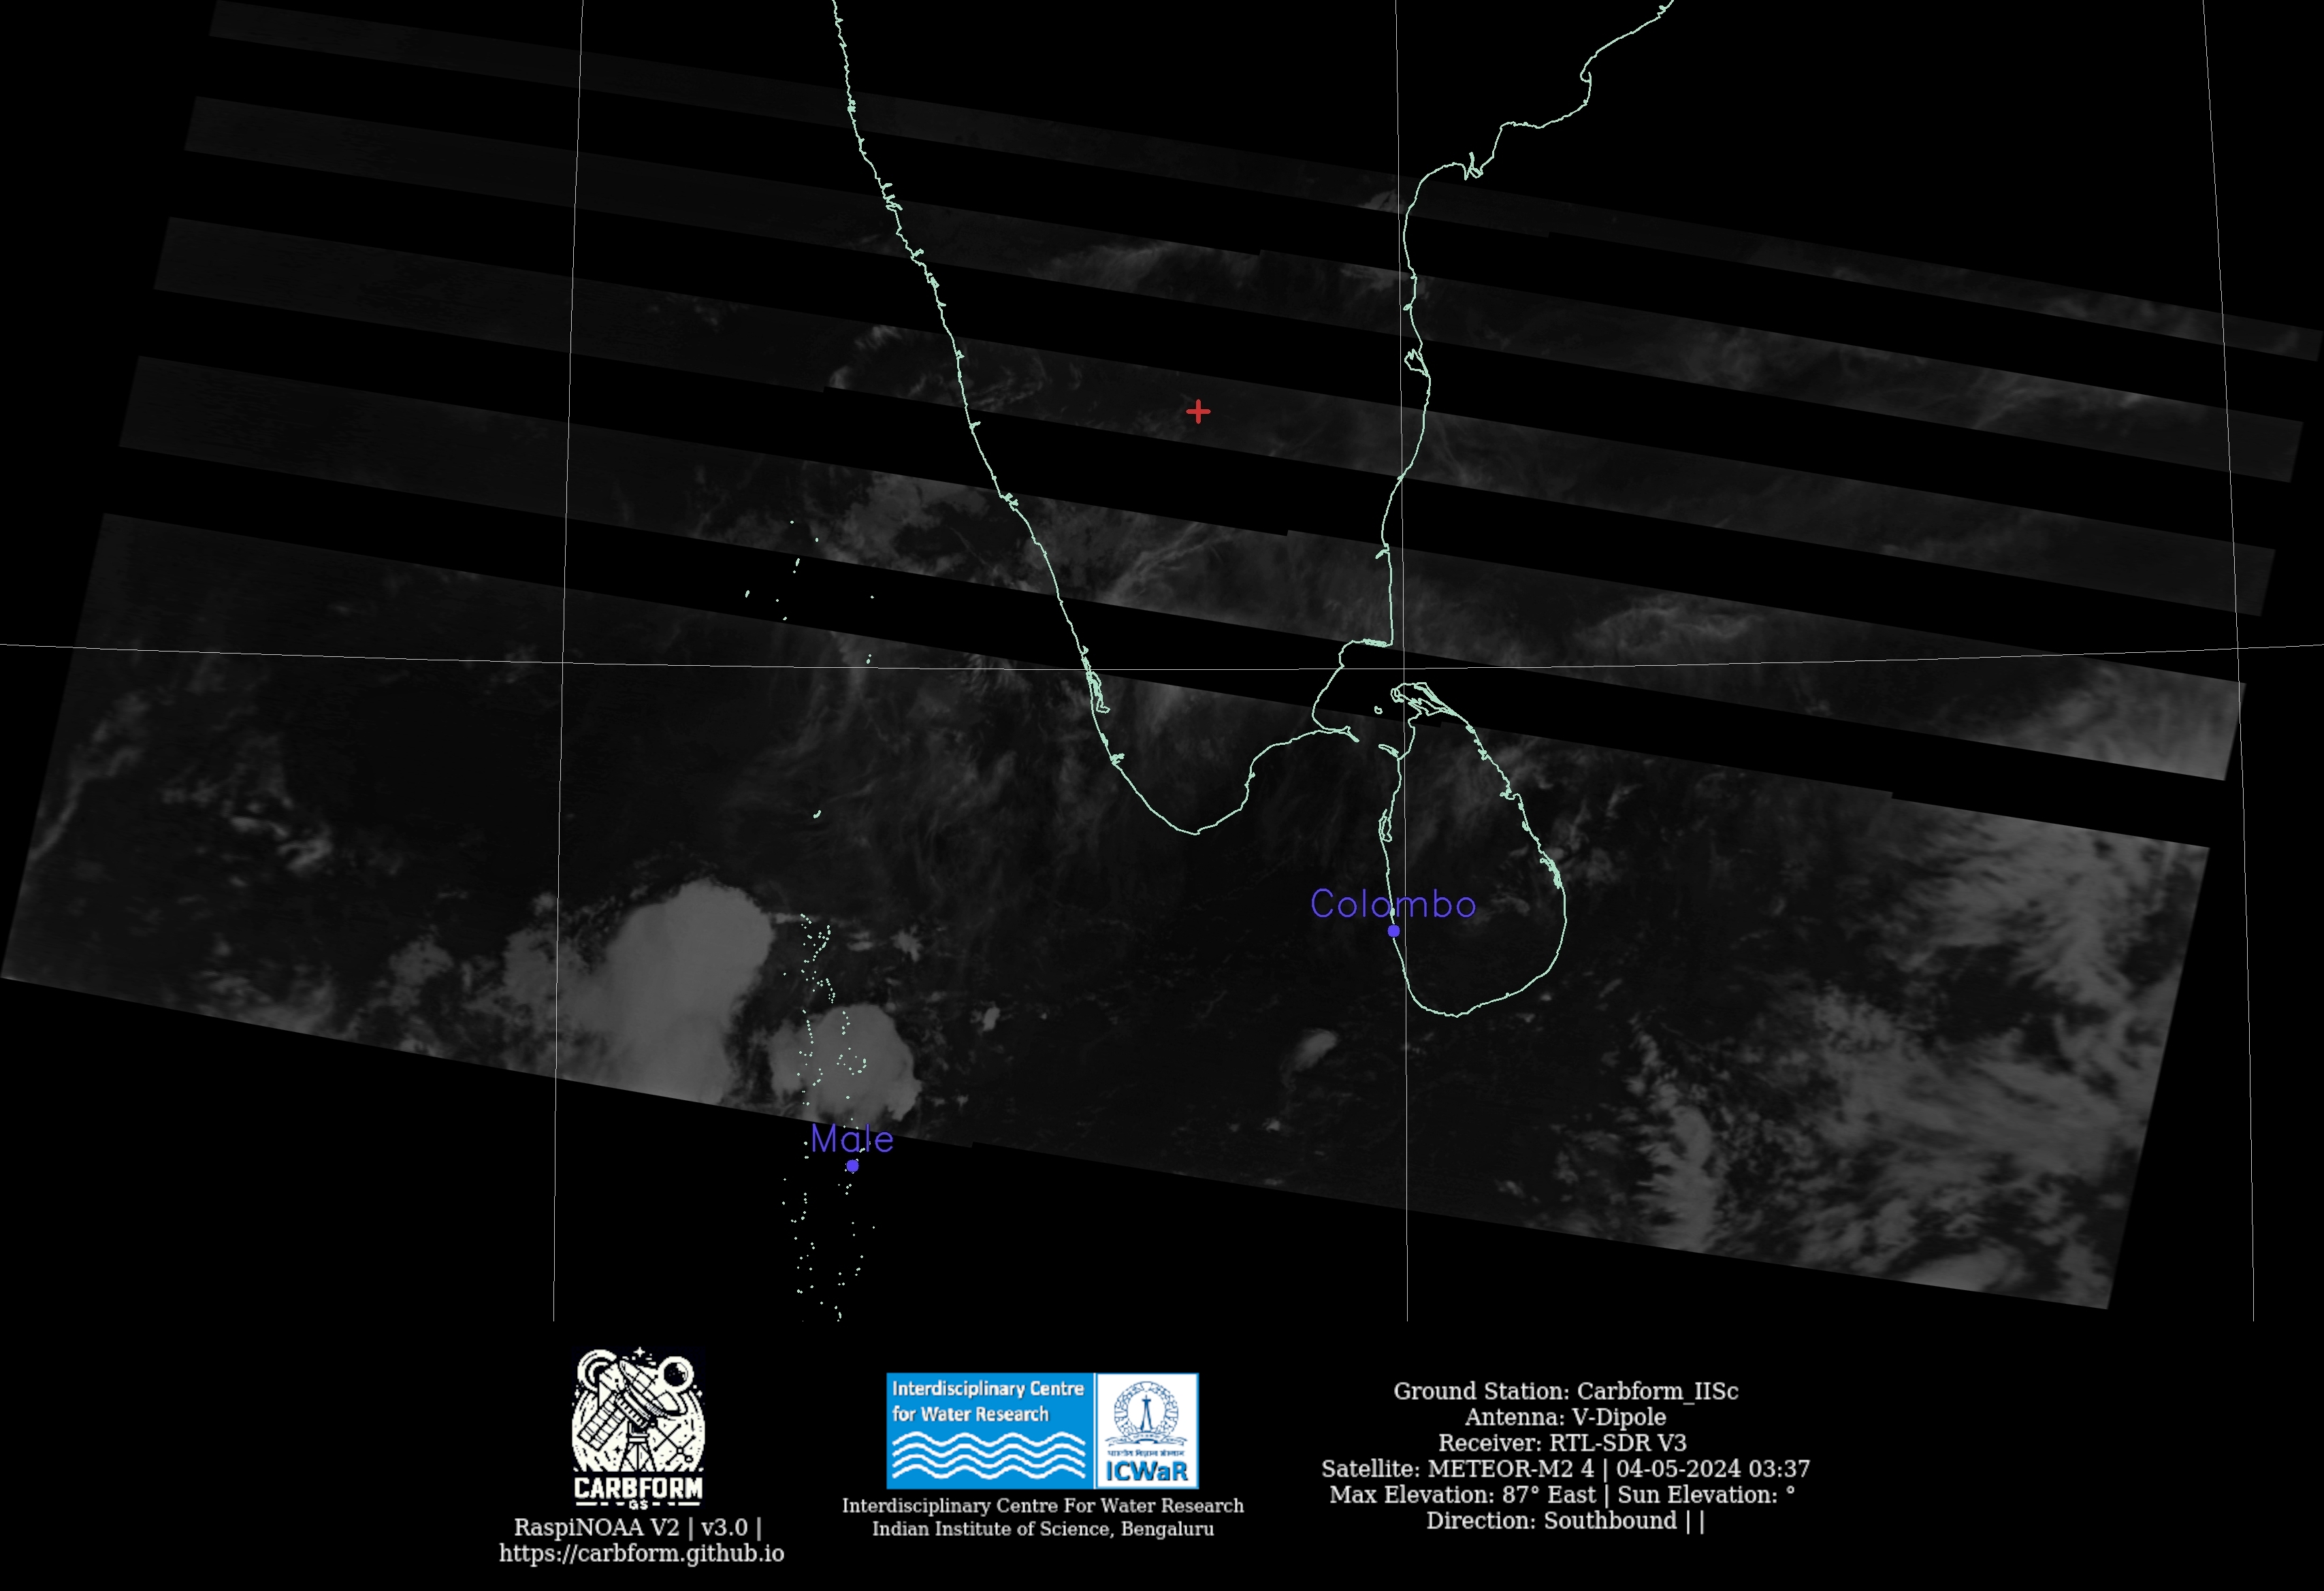 Colombo
Male
CARBFORM
GS
RaspiNOAA V2 | v3.0 |
https://carbform.github.io
Interdisciplinary Centre
for Water Research
ICWaR
Interdisciplinary Centre For Water Research
Indian Institute of Science, Bengaluru
Ground Station: Carbform_IISc
Antenna: V-Dipole
Receiver: RTL-SDR V3
Satellite: METEOR-M2 4 | 04-05-2024 03:37
Max Elevation: 87° East | Sun Elevation: °
Direction: Southbound | |